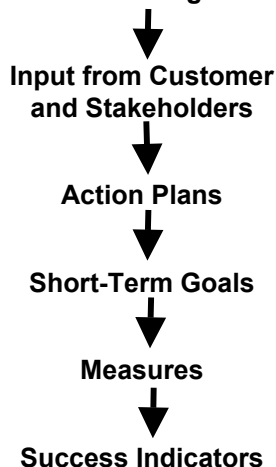 Input from Customer
and Stakeholders
Action Plans
Short-Term Goals
Measures
Success Indicators